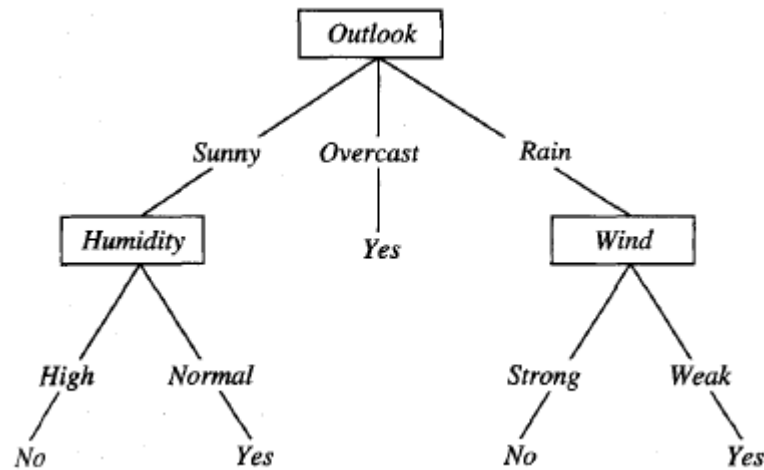 Outlook
Sunny Overcast Rain
Humidity Yes Wind
High Normal Strong Weak
No Yes No Yes